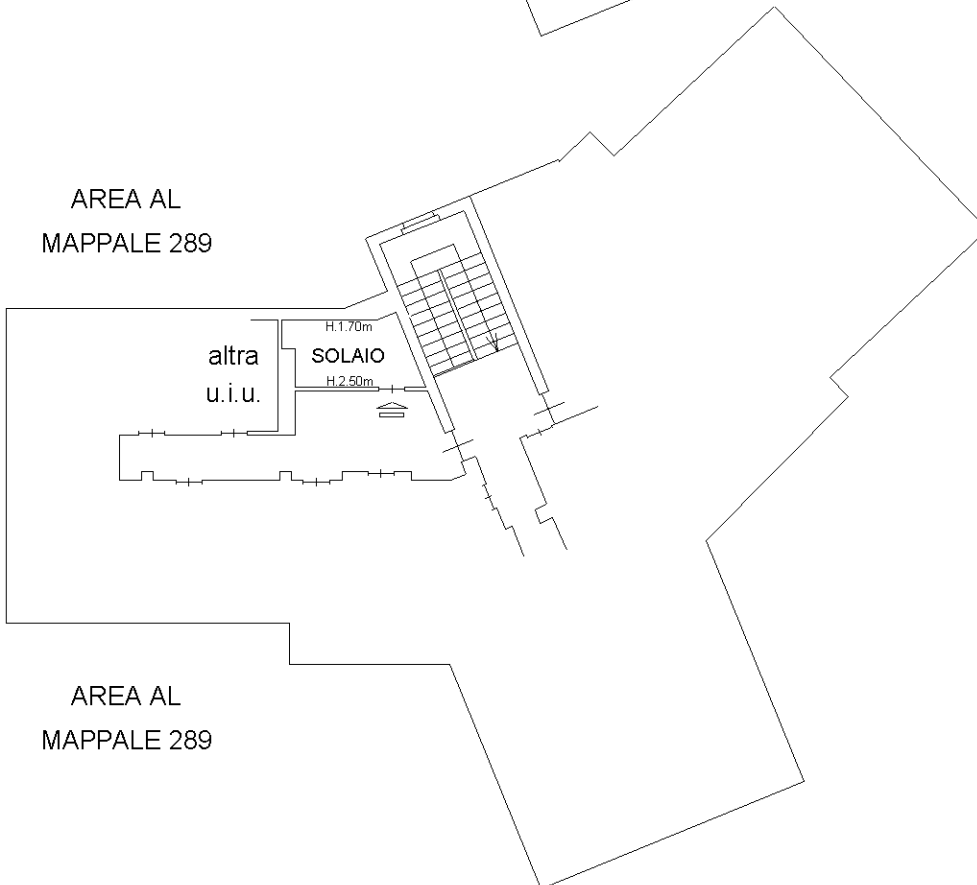 AREA AL
MAPPALE 289
H.1.70m
altra
u.i.u.
SOLAIO
H.2.50m
AREA AL
MAPPALE 289